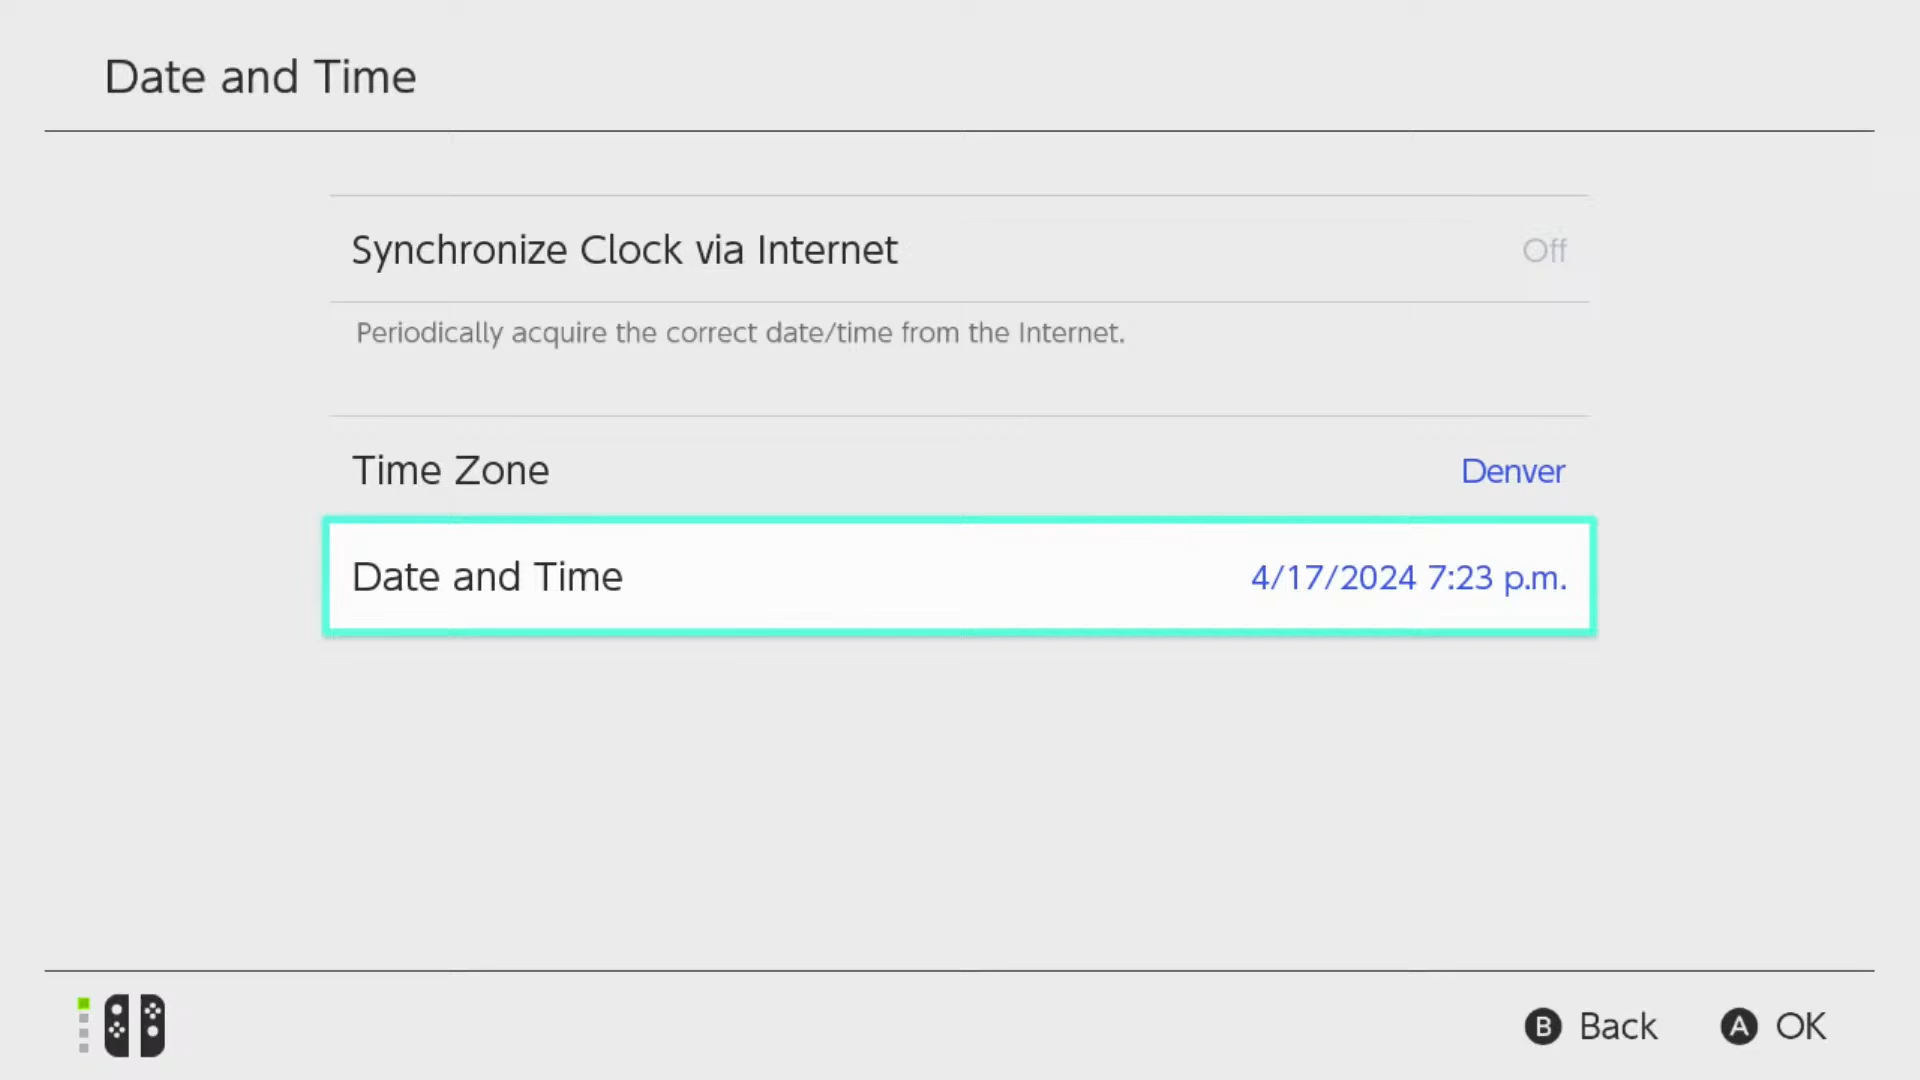 Date and Time
Synchronize Clock via Internet Off
Periodically acquire the correct date/time from the Internet.
Time Zone Denver
Date and Time 4/17/2024 7:23 p.m.
B Back A OK